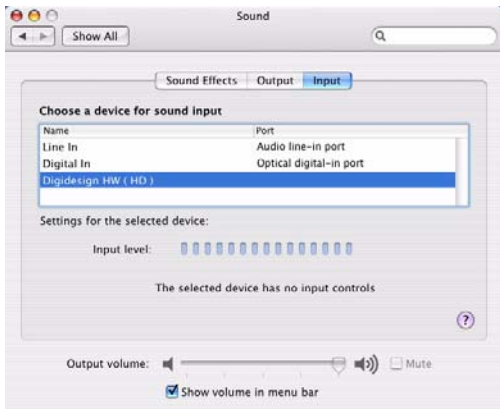 Sound
Show All
Sound Effects Output Input
Choose a device for sound input
Name Port
Line In Audio line-in port
Digital In Optical digital-in port
Digidesign HW ( HD )
Settings for the selected device:
Input level:
The selected device has no input controls
?
Output volume: Mute
Show volume in menu bar